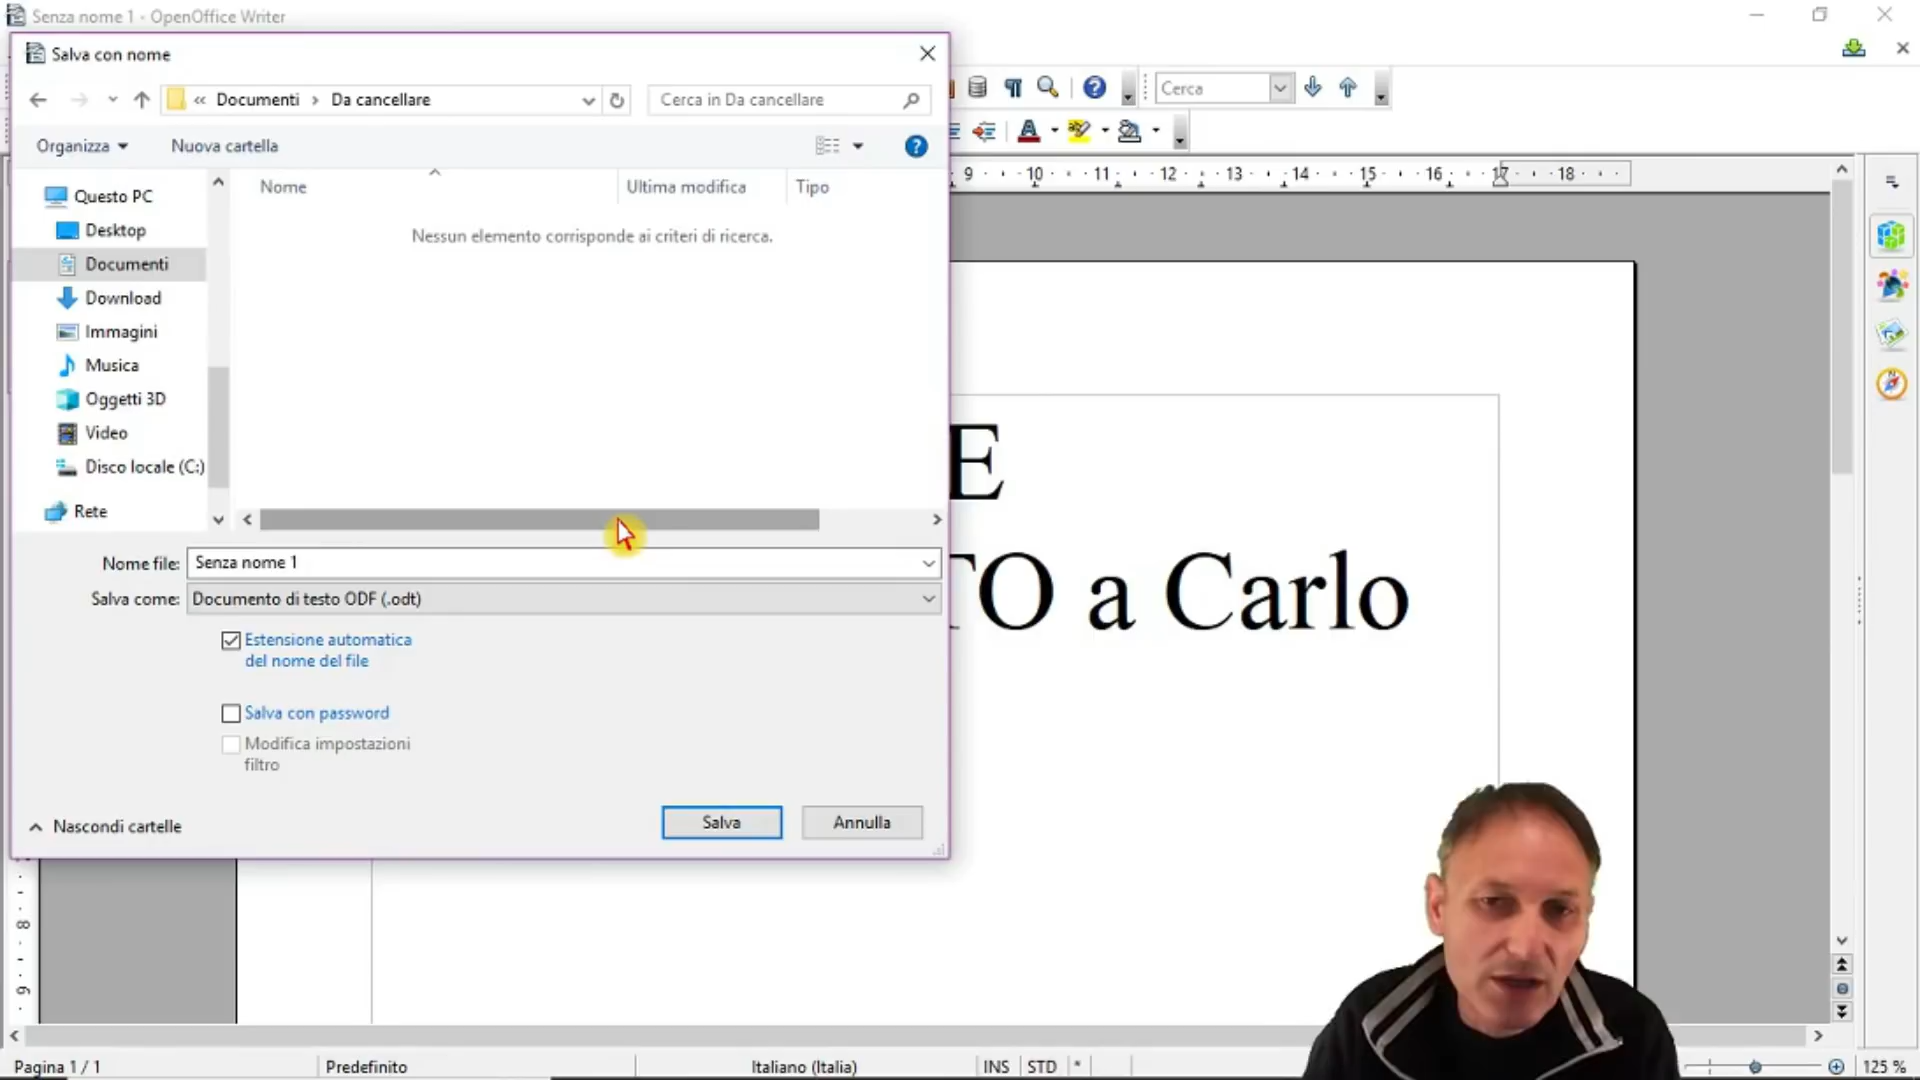 Senza nome 1 - OpenOffice Writer
Salva con nome
« Documenti › Da cancellare
Cerca in Da cancellare
Cerca
Organizza
Nuova cartella
9 10 11 12 13 14 15 16 17 18
Nome
Ultima modifica
Tipo
Questo PC
Nessun elemento corrisponde ai criteri di ricerca.
Desktop
Documenti
Download
Immagini
Musica
Oggetti 3D
Video
Disco locale (C:)
Rete
E
TO a Carlo
Nome file:
Senza nome 1
Salva come:
Documento di testo ODF (.odt)
Estensione automatica
del nome del file
Salva con password
Modifica impostazioni
filtro
Nascondi cartelle
Salva
Annulla
8
9
Pagina 1 / 1
Predefinito
Italiano (Italia)
INS
STD
*
125 %